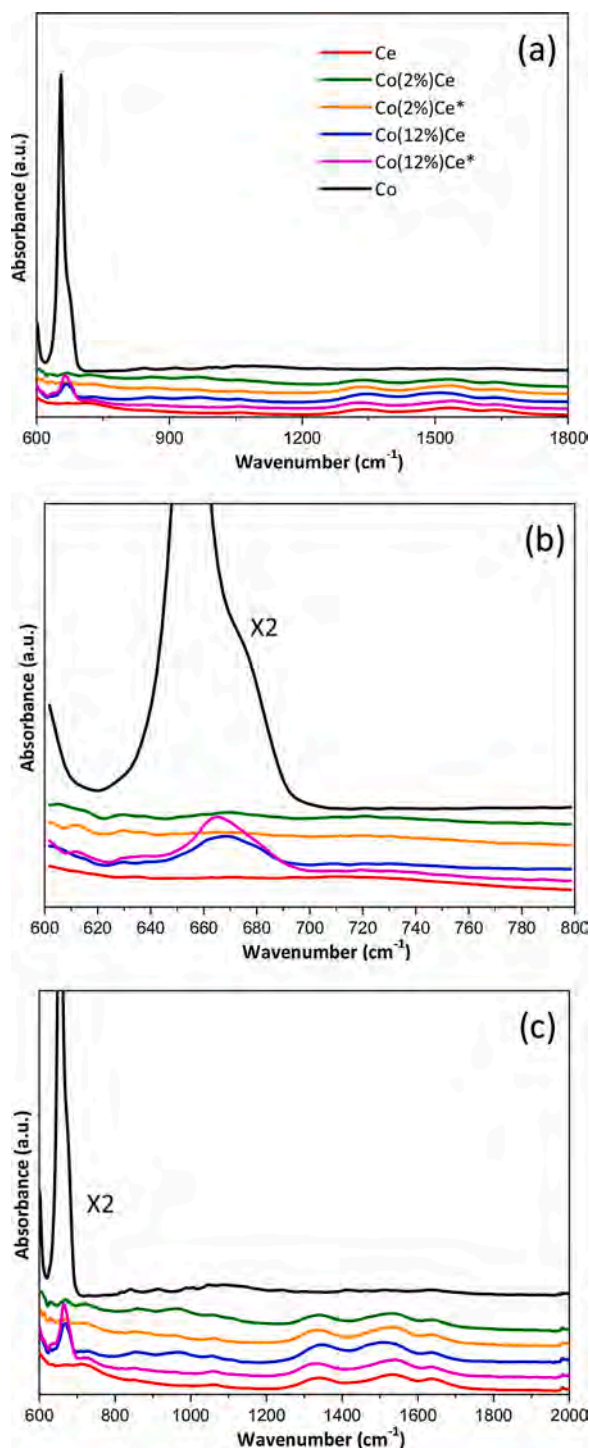 (a)
Ce
Co(2%)Ce
Co(2%)Ce*
Co(12%)Ce
Co(12%)Ce*
Co
Absorbance (a.u.)
600 900 1200 1500 1800
Wavenumber (cm⁻¹)
(b)
X2
Absorbance (a.u.)
600 620 640 660 680 700 720 740 760 780 800
Wavenumber (cm⁻¹)
(c)
X2
Absorbance (a.u.)
600 800 1000 1200 1400 1600 1800 2000
Wavenumber (cm⁻¹)